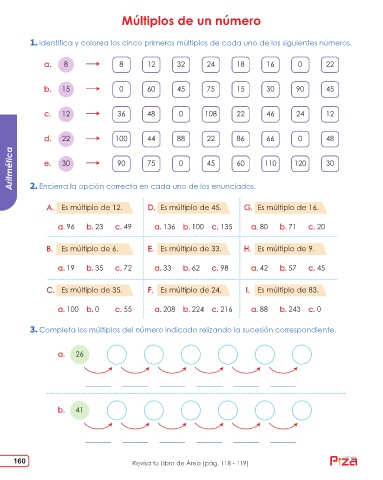 Múltiplos de un número
1. Identifica y colorea los cinco primeros múltiplos de cada uno de los siguientes números.
a. 8 → 8 12 32 24 18 16 0 22
b. 15 → 0 60 45 75 15 30 90 45
c. 12 → 36 48 0 108 22 46 24 12
d. 22 → 100 44 88 22 86 66 0 48
e. 30 → 90 75 0 45 60 110 120 30
Aritmética
2. Encierra la opción correcta en cada uno de los enunciados.
A. Es múltiplo de 12. D. Es múltiplo de 45. G. Es múltiplo de 16.
a. 96 b. 23 c. 49 a. 136 b. 100 c. 135 a. 80 b. 71 c. 20
B. Es múltiplo de 6. E. Es múltiplo de 33. H. Es múltiplo de 9.
a. 19 b. 35 c. 72 a. 33 b. 62 c. 98 a. 42 b. 57 c. 45
C. Es múltiplo de 35. F. Es múltiplo de 24. I. Es múltiplo de 83.
a. 100 b. 0 c. 55 a. 208 b. 224 c. 216 a. 88 b. 243 c. 0
3. Completa los múltiplos del número indicado relizando la sucesión correspondiente.
a. 26
b. 41
160
Revisa tu Libro de Área (pág. 118 - 119)
Piza